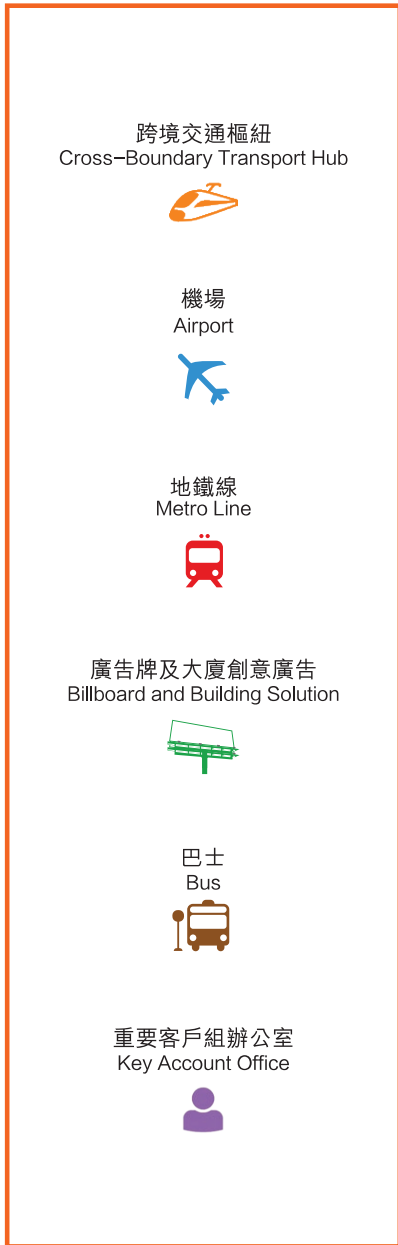 跨境交通樞紐
Cross-Boundary Transport Hub
機場
Airport
地鐵線
Metro Line
廣告牌及大廈創意廣告
Billboard and Building Solution
巴士
Bus
重要客戶組辦公室
Key Account Office